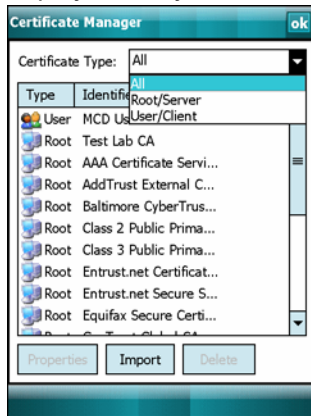 Certificate Manager ok
Certificate Type: All
All
Root/Server
User/Client
Type Identifie
User MCD Us
Root Test Lab CA
Root AAA Certificate Servi...
Root AddTrust External C...
Root Baltimore CyberTrus...
Root Class 2 Public Prima...
Root Class 3 Public Prima...
Root Entrust.net Certificat...
Root Entrust.net Secure S...
Root Equifax Secure Certi...
Properties Import Delete